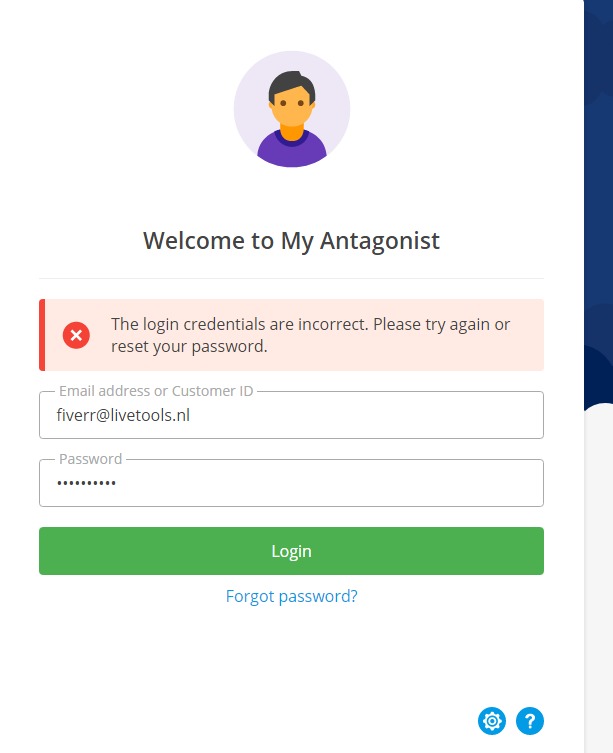 Welcome to My Antagonist
The login credentials are incorrect. Please try again or
reset your password.
Email address or Customer ID
fiverr@livetools.nl
Password
••••••••••
Login
Forgot password?
?